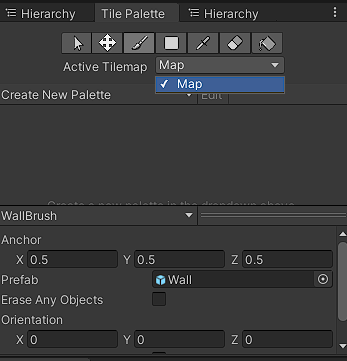 Hierarchy Tile Palette Hierarchy
Active Tilemap Map
Map
Create New Palette Edit
Create a new palette in the dropdown above
WallBrush
Anchor
X 0.5 Y 0.5 Z 0.5
Prefab Wall
Erase Any Objects
Orientation
X 0 Y 0 Z 0